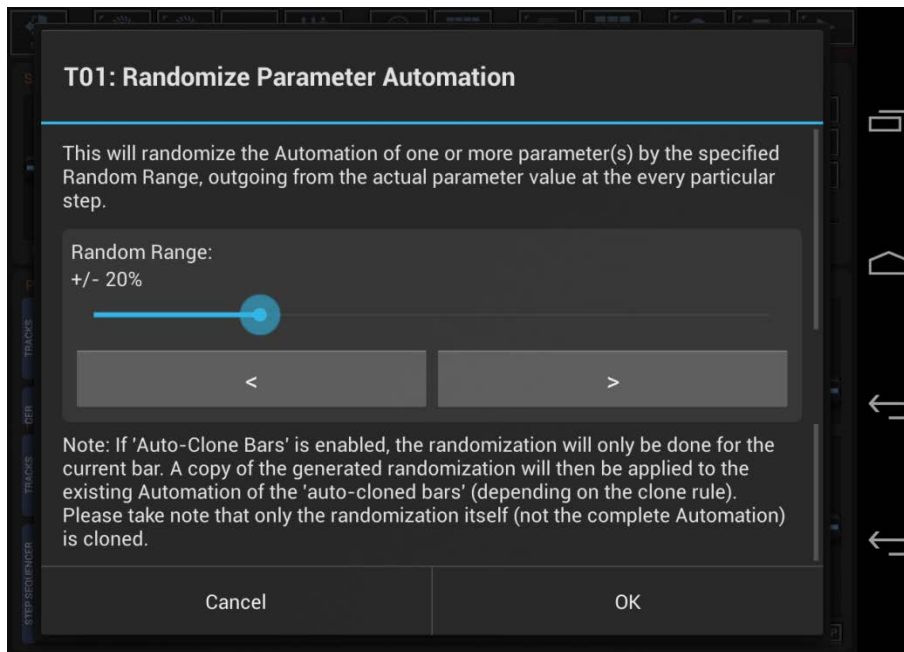 T01: Randomize Parameter Automation
This will randomize the Automation of one or more parameter(s) by the specified
Random Range, outgoing from the actual parameter value at the every particular
step.
Random Range:
+/- 20%
<
>
Note: If 'Auto-Clone Bars' is enabled, the randomization will only be done for the
current bar. A copy of the generated randomization will then be applied to the
existing Automation of the 'auto-cloned bars' (depending on the clone rule).
Please take note that only the randomization itself (not the complete Automation)
is cloned.
Cancel
OK
TRACKS
DER
TRACKS
STEP SEQUENCER